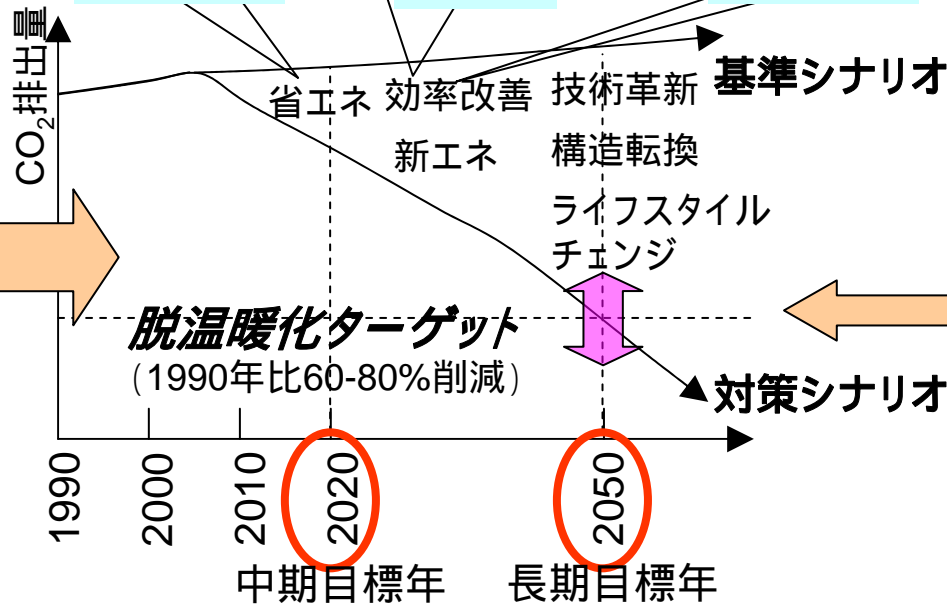 CO2排出量
基準シナリオ
省エネ
効率改善
新エネ
技術革新
構造転換
ライフスタイル
チェンジ
脱温暖化ターゲット
(1990年比60-80%削減)
対策シナリオ
1990
2000
2010
2020
2050
中期目標年
長期目標年